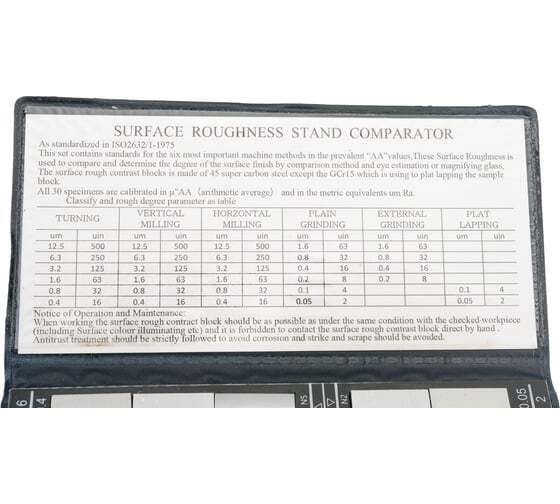 SURFACE ROUGHNESS STAND COMPARATOR
As standardized in ISO2632/1-1975
This set contains standards for the six most important machine methods in the prevalent "AA"values,These Surface Roughness is
used to compare and determine the degree of the surface finish by comparison method and eye estimation or magnifying glass,
The surface rough contrast blocks is made of 45 super carbon steel except the GCr15 which is using to plat lapping the sample
block.
All 30 specimens are calibrated in μ"AA (arithmetic average) and in the metric equivalents um Ra.
Classify and rough degree parameter as table
TURNING VERTICAL MILLING HORZONTAL MILLING PLAIN GRINDING EXTERNAL GRINDING PLAT LAPPING
um uin um uin um uin um uin um uin um uin
12.5 500 12.5 500 12.5 500 1.6 63 1.6 63
6.3 250 6.3 250 6.3 250 0.8 32 0.8 32
3.2 125 3.2 125 3.2 125 0.4 16 0.4 16
1.6 63 1.6 63 1.6 63 0.2 8 0.2 8
0.8 32 0.8 32 0.8 32 0.1 4 0.1 4
0.4 16 0.4 16 0.4 16 0.05 2 0.05 2
Notice of Operation and Maintenance:
When working the surface rough contract block should be as possible as under the same condition with the checked workpiece
(including Surface colour illuminating etc) and it is forbidden to contact the surface rough contrast block direct by hand .
Antitrust treatment should be strictly followed to avoid corrosion and strike and scrape should be avoided.
6 .4 N5 N2 0.05 2